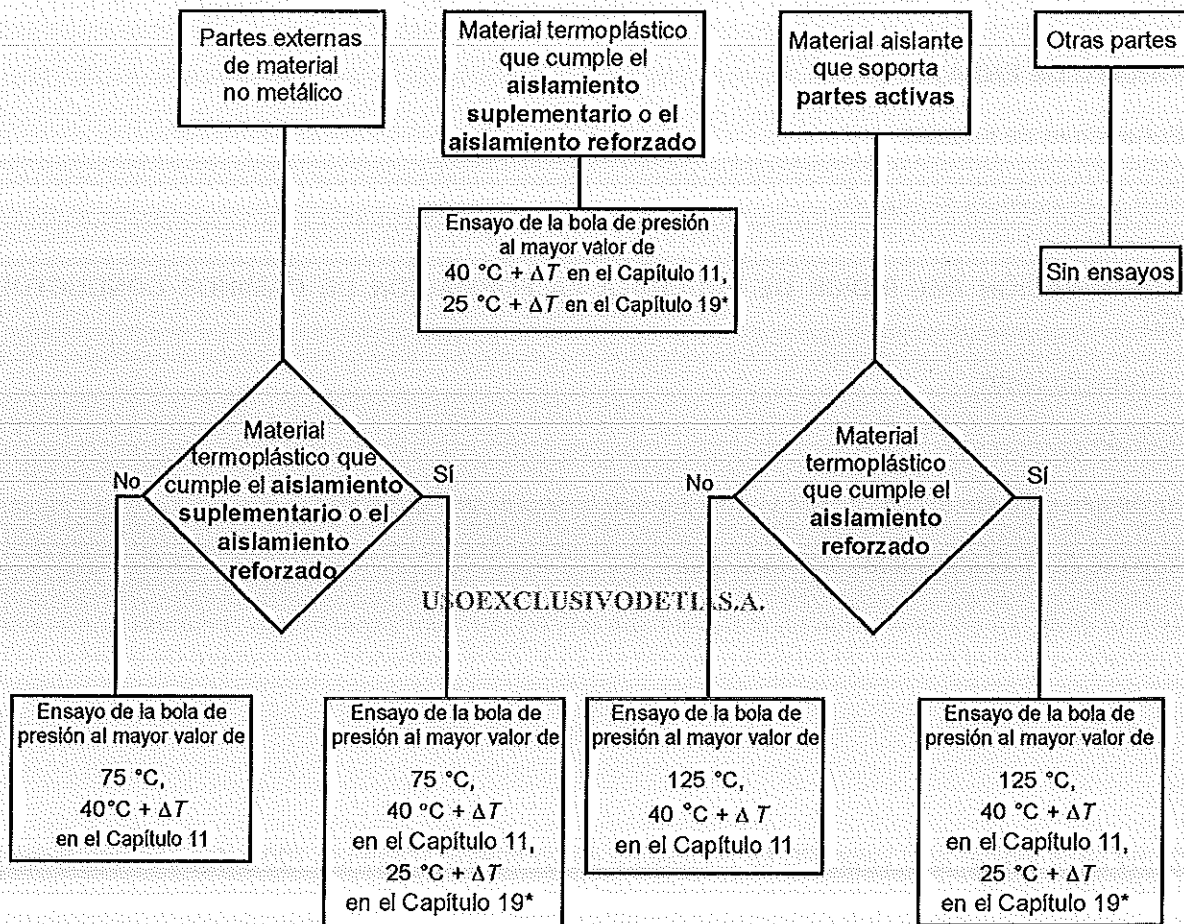 Partes externas
de material
no metálico
Material termoplástico
que cumple el
aislamiento
suplementario o el
aislamiento reforzado
Material aislante
que soporta
partes activas
Otras partes
Ensayo de la bola de presión
al mayor valor de
40 °C + ΔT en el Capítulo 11,
25 °C + ΔT en el Capítulo 19*
Sin ensayos
Material
termoplástico que
cumple el aislamiento
suplementario o el
aislamiento
reforzado
No
Sí
Material
termoplástico
que cumple el
aislamiento
reforzado
No
Sí
Ensayo de la bola de
presión al mayor valor de
75 °C,
40°C + ΔT
en el Capítulo 11
Ensayo de la bola de
presión al mayor valor de
75 °C,
40 °C + ΔT
en el Capítulo 11,
25 °C + ΔT
en el Capítulo 19*
Ensayo de la bola de
presión al mayor valor de
125 °C,
40 °C + ΔT
en el Capítulo 11
Ensayo de la bola de
presión al mayor valor de
125 °C,
40 °C + ΔT
en el Capítulo 11,
25 °C + ΔT
en el Capítulo 19*